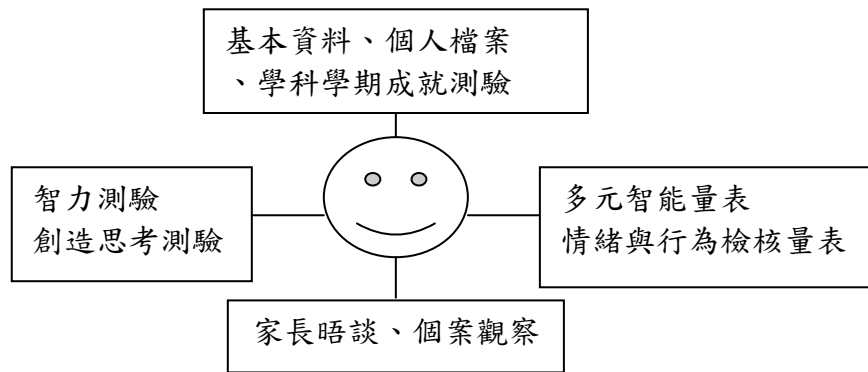 基本資料、個人檔案
、學科學期成就測驗
智力測驗
創造思考測驗
多元智能量表
情緒與行為檢核量表
家長晤談、個案觀察